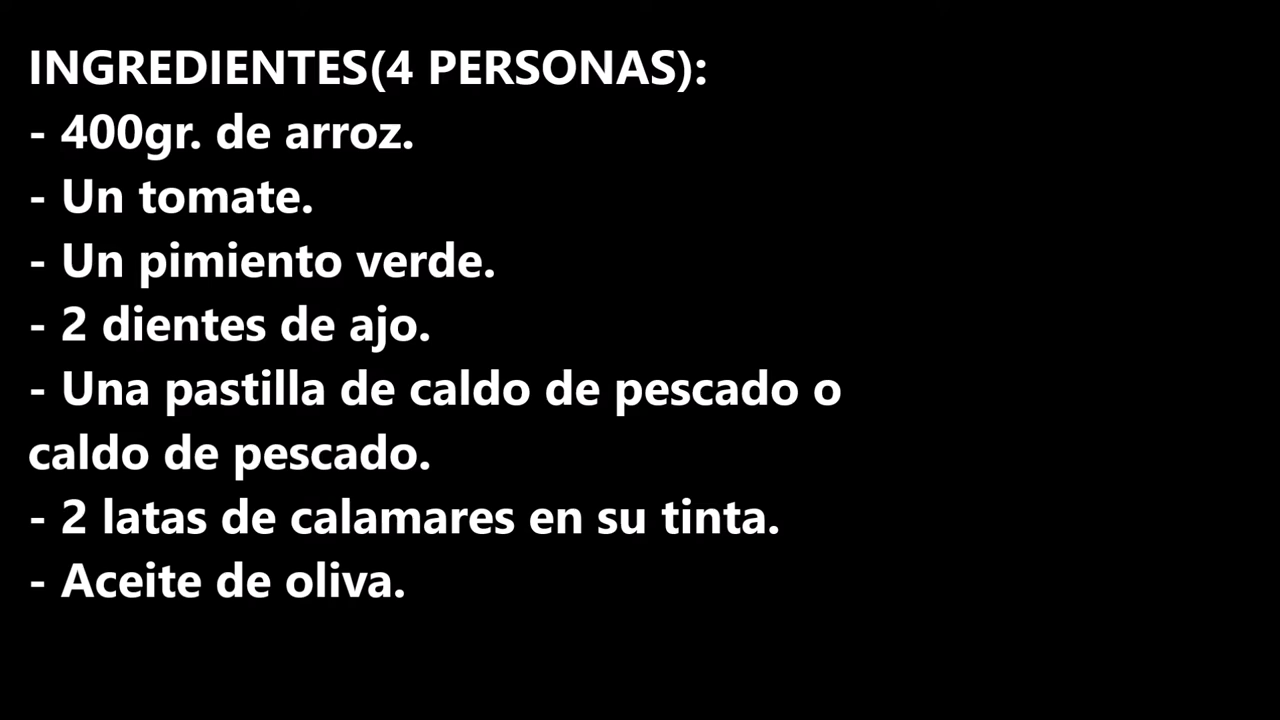 INGREDIENTES(4 PERSONAS):
- 400gr. de arroz.
- Un tomate.
- Un pimiento verde.
- 2 dientes de ajo.
- Una pastilla de caldo de pescado o
caldo de pescado.
- 2 latas de calamares en su tinta.
- Aceite de oliva.